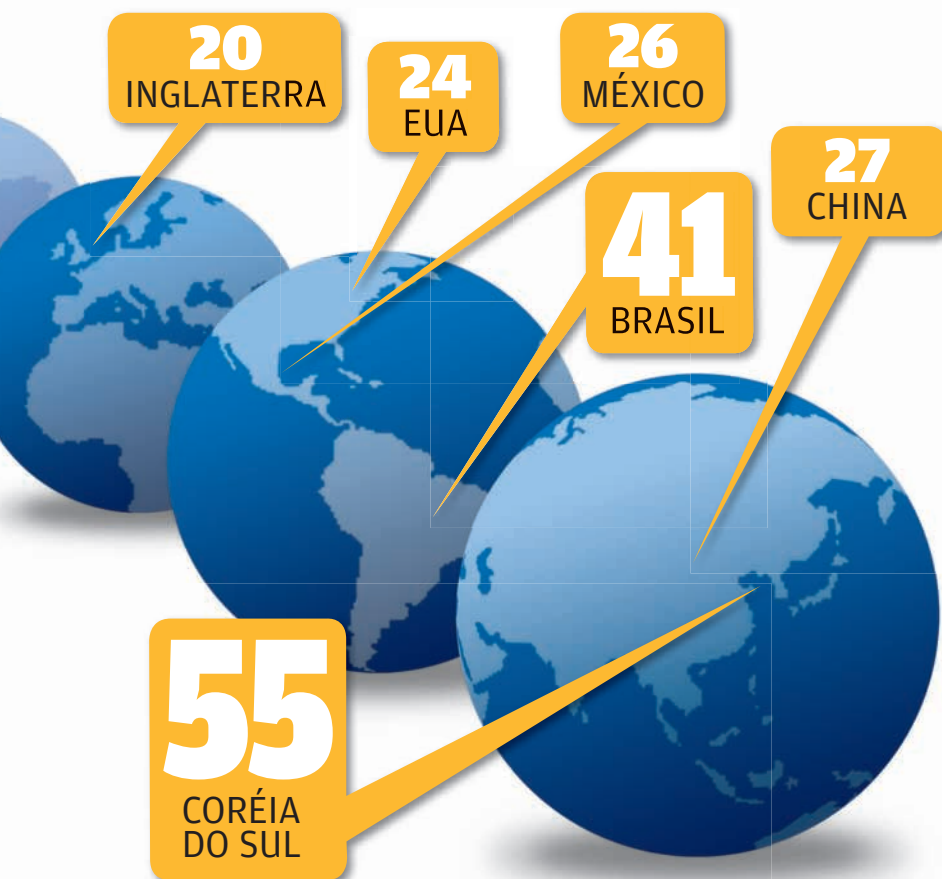 20
INGLATERRA
24
EUA
26
MÉXICO
27
CHINA
41
BRASIL
55
CORÉIA
DO SUL